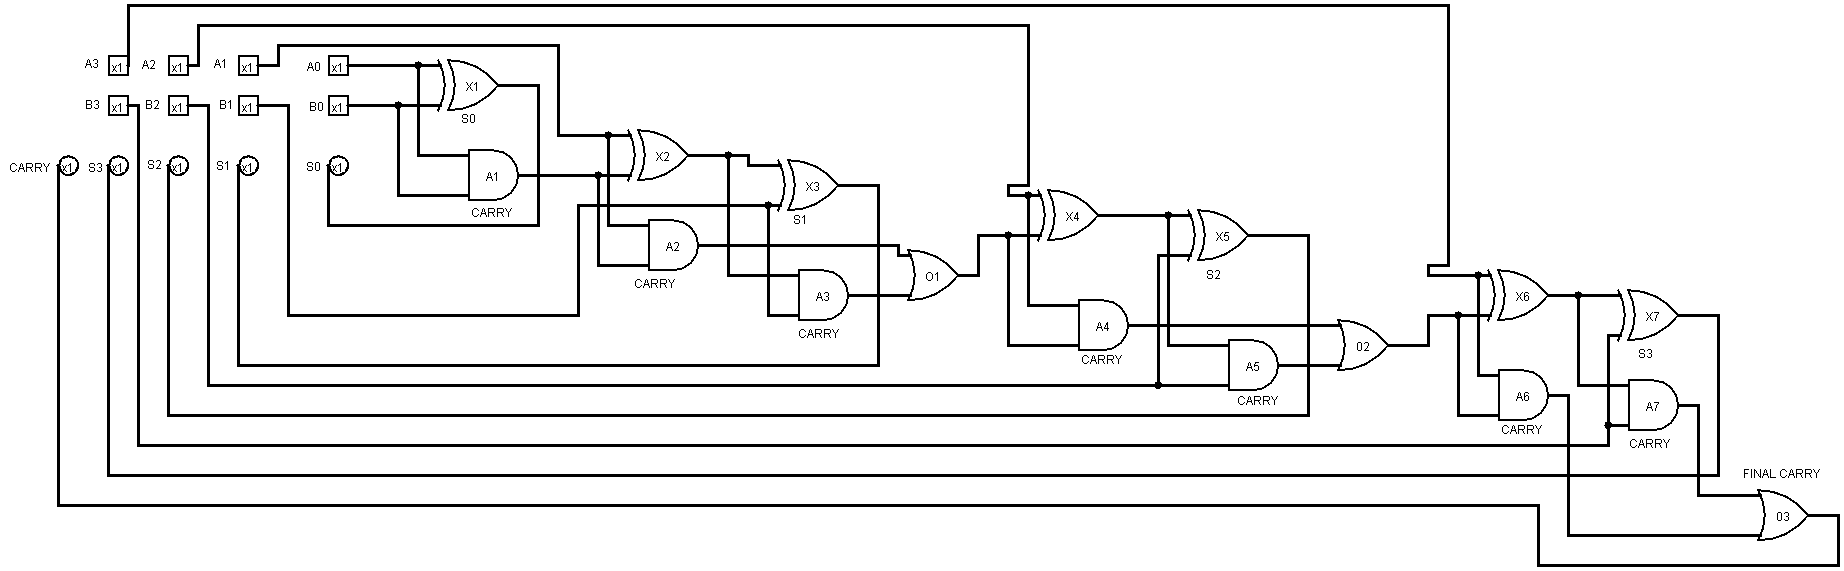 A3 x1 A2 x1 A1 x1 A0 x1
B3 x1 B2 x1 B1 x1 B0 x1
CARRY x1 S3 x1 S2 x1 S1 x1 S0 x1
X1
S0
A1
CARRY
X2
X3
S1
A2
CARRY
A3
CARRY
O1
X4
X5
S2
A4
CARRY
A5
CARRY
02
X6
X7
S3
A6
CARRY
A7
CARRY
FINAL CARRY
03